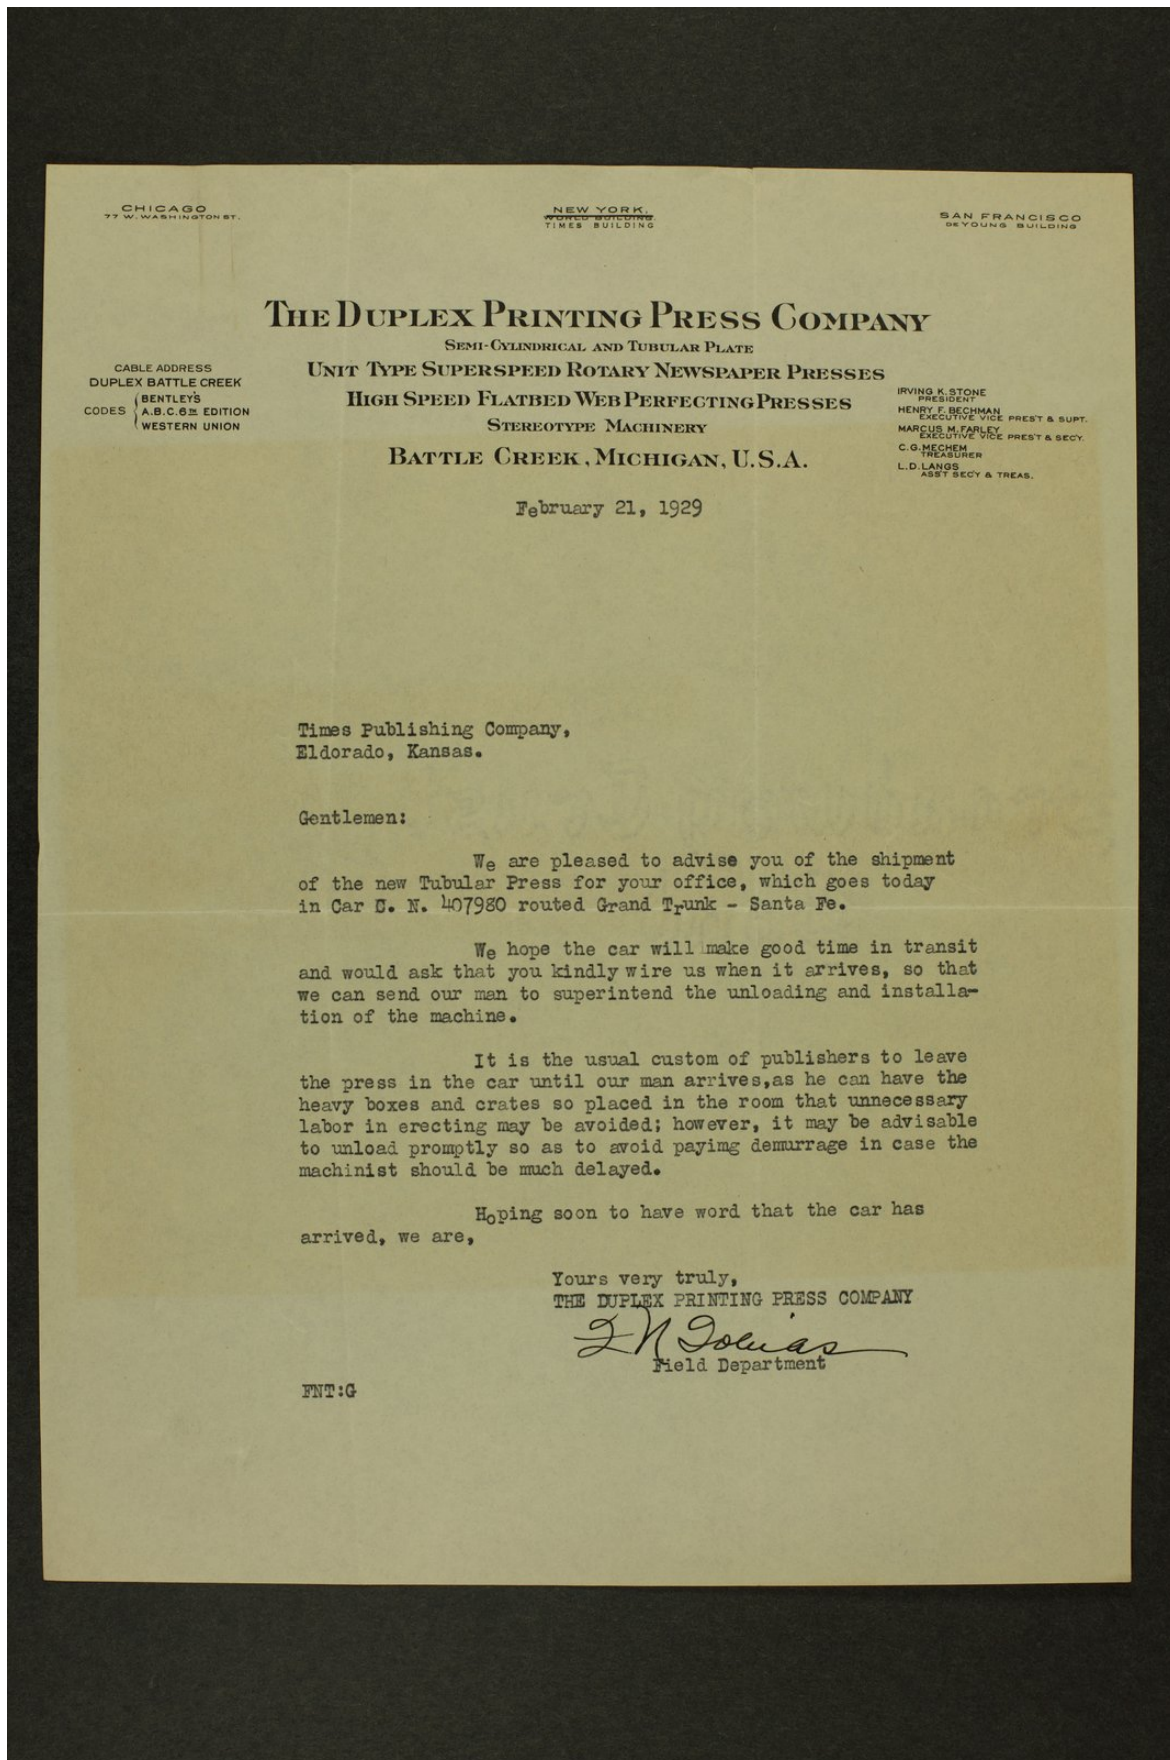 CHICAGO
77 W. WASHINGTON ST.
NEW YORK.
WORLD BUILDING.
TIMES BUILDING
SAN FRANCISCO
DEYOUNG BUILDING
THE DUPLEX PRINTING PRESS COMPANY
SEMI-CYLINDRICAL AND TUBULAR PLATE
UNIT TYPE SUPERSPEED ROTARY NEWSPAPER PRESSES
HIGH SPEED FLATBED WEB PERFECTING PRESSES
STEREOTYPE MACHINERY
BATTLE CREEK, MICHIGAN, U.S.A.
CABLE ADDRESS
DUPLEX BATTLE CREEK
CODES
BENTLEY'S
A.B.C. 6TH EDITION
WESTERN UNION
IRVING K. STONE
PRESIDENT
HENRY F. BECHMAN
EXECUTIVE VICE PRES'T & SUPT.
MARCUS M. FARLEY
EXECUTIVE VICE PRES'T & SEC'Y.
C.G. MECHEM
TREASURER
L.D. LANGS
ASS'T SEC'Y & TREAS.
February 21, 1929
Times Publishing Company,
Eldorado, Kansas.
Gentlemen:
We are pleased to advise you of the shipment
of the new Tubular Press for your office, which goes today
in Car C. N. 407980 routed Grand Trunk - Santa Fe.
We hope the car will make good time in transit
and would ask that you kindly wire us when it arrives, so that
we can send our man to superintend the unloading and installa-
tion of the machine.
It is the usual custom of publishers to leave
the press in the car until our man arrives,as he can have the
heavy boxes and crates so placed in the room that unnecessary
labor in erecting may be avoided; however, it may be advisable
to unload promptly so as to avoid payimg demurrage in case the
machinist should be much delayed.
Hoping soon to have word that the car has
arrived, we are,
Yours very truly,
THE DUPLEX PRINTING PRESS COMPANY
F N Tobias
Field Department
FNT:G